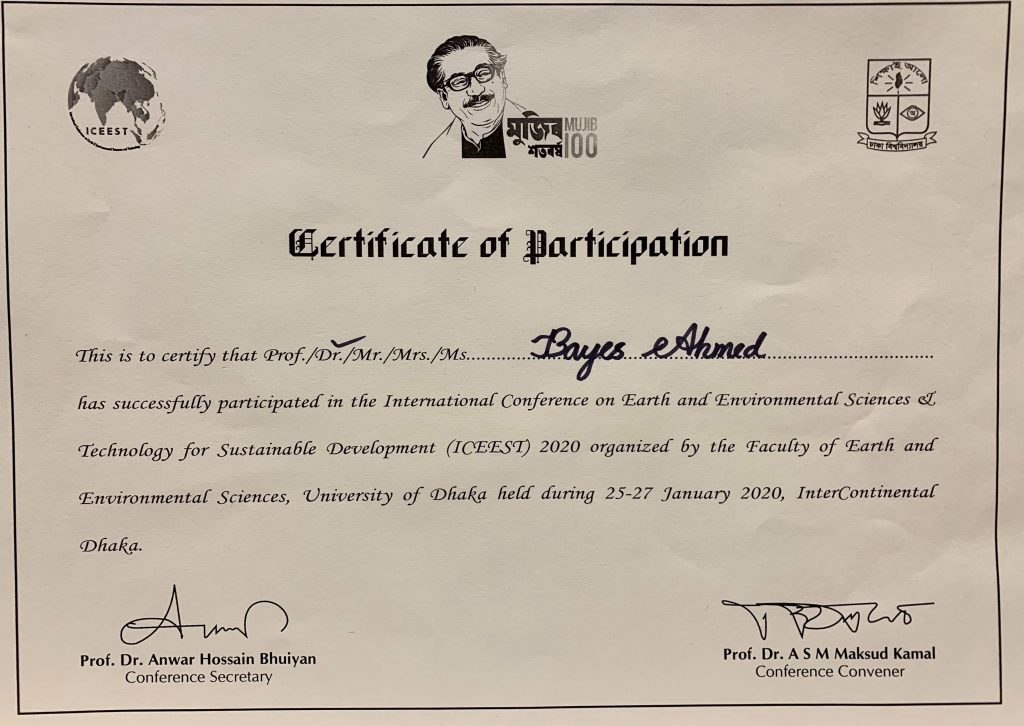 ICEEST
মুজিব MUJIB
শতবর্ষ 100
শিক্ষাই আলো
ঢাকা বিশ্ববিদ্যালয়
Certificate of Participation
This is to certify that Prof./Dr./Mr./Mrs./Ms.............Bayes Ahmed.............................
has successfully participated in the International Conference on Earth and Environmental Sciences &
Technology for Sustainable Development (ICEEST) 2020 organized by the Faculty of Earth and
Environmental Sciences, University of Dhaka held during 25-27 January 2020, InterContinental
Dhaka.
Prof. Dr. Anwar Hossain Bhuiyan
Conference Secretary
Prof. Dr. A S M Maksud Kamal
Conference Convener